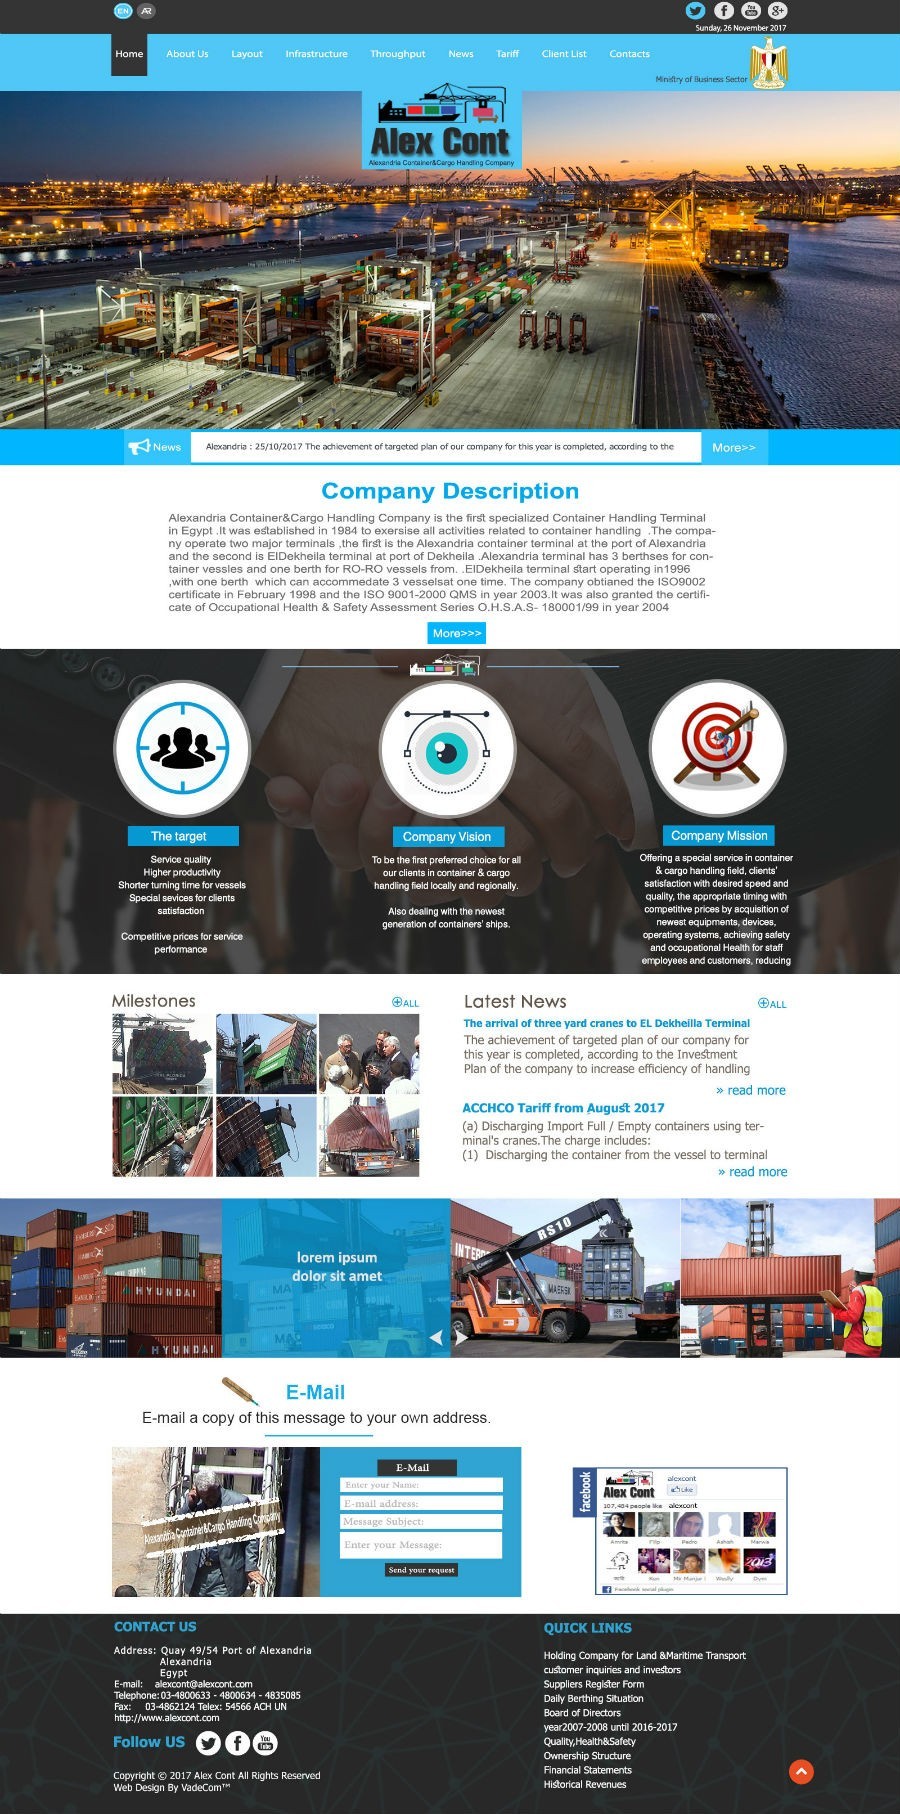 EN AR
Sunday, 26 November 2017
Home About Us Layout Infrastructure Throughput News Tariff Client List Contacts
Ministry of Business Sector
Alex Cont
Alexandria Container&Cargo Handling Company
News Alexandria : 25/10/2017 The achievement of targeted plan of our company for this year is completed, according to the More>>
Company Description
Alexandria Container&Cargo Handling Company is the first specialized Container Handling Terminal
in Egypt .It was established in 1984 to exersise all activities related to container handling .The compa-
ny operate two major terminals ,the first is the Alexandria container terminal at the port of Alexandria
and the second is ElDekheila terminal at port of Dekheila .Alexandria terminal has 3 berthses for con-
tainer vessles and one berth for RO-RO vessels from. .ElDekheila terminal start operating in1996
,with one berth which can accommedate 3 vesselsat one time. The company obtianed the ISO9002
certificate in February 1998 and the ISO 9001-2000 QMS in year 2003.It was also granted the certifi-
cate of Occupational Health & Safety Assessment Series O.H.S.A.S- 180001/99 in year 2004
More>>>
The target
Service quality
Higher productivity
Shorter turning time for vessels
Special sevices for clients
satisfaction
Competitive prices for service
performance
Company Vision
To be the first preferred choice for all
our clients in container & cargo
handling field locally and regionally.
Also dealing with the newest
generation of containers' ships.
Company Mission
Offering a special service in container
& cargo handling field, clients'
satisfaction with desired speed and
quality, the appropriate timing with
competitive prices by acquisition of
newest equipments, devices,
operating systems, achieving safety
and occupational Health for staff
employees and customers, reducing
Milestones
ALL
Latest News
ALL
The arrival of three yard cranes to EL Dekheilla Terminal
The achievement of targeted plan of our company for
this year is completed, according to the Investment
Plan of the company to increase efficiency of handling
» read more
ACCHCO Tariff from August 2017
(a) Discharging Import Full / Empty containers using ter-
minal's cranes.The charge includes:
(1) Discharging the container from the vessel to terminal
» read more
HYUNDAI
HYUNDAI
lorem ipsum
dolor sit amet
RS10
E-Mail
E-mail a copy of this message to your own address.
Alexandria Container&Cargo Handling Company
E-Mail
Enter your Name:
E-mail address:
Message Subject:
Enter your Message:
Send your request
facebook
Alex Cont
alexcont
Like
107,484 people like alexcont
Amrita Filip Pedro Ashish Marwa
Ken Mir Munjur I Weslly Dym
Facebook social plugin
CONTACT US
Address: Quay 49/54 Port of Alexandria
Alexandria
Egypt
E-mail: alexcont@alexcont.com
Telephone:03-4800633 - 4800634 - 4835085
Fax: 03-4862124 Telex: 54566 ACH UN
http://www.alexcont.com
Follow US
You Tube
Copyright © 2017 Alex Cont All Rights Reserved
Web Design By VadeCom™
QUICK LINKS
Holding Company for Land &Maritime Transport
customer inquiries and investors
Suppliers Register Form
Daily Berthing Situation
Board of Directors
year2007-2008 until 2016-2017
Quality,Health&Safety
Ownership Structure
Financial Statements
Historical Revenues